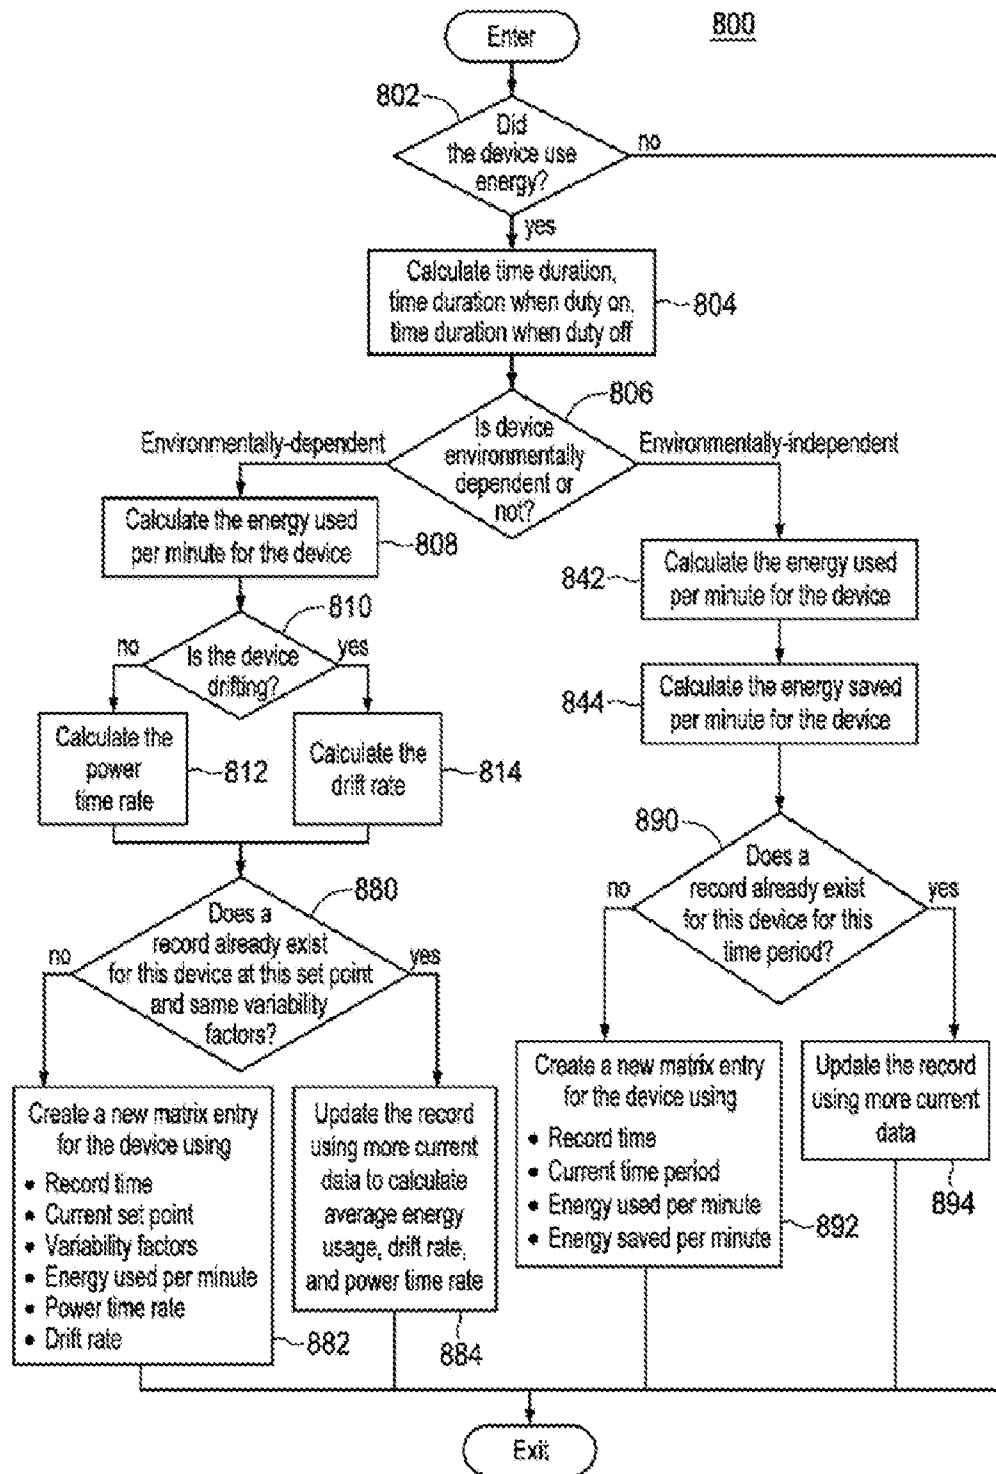 800
Enter
802
Did
the device use
energy?
no
yes
Calculate time duration,
time duration when duty on,
time duration when duty off
804
806
Is device
environmentally
dependent or
not?
Environmentally-dependent
Environmentally-independent
Calculate the energy used
per minute for the device
808
810
Is the device
drifting?
no
yes
Calculate the
power
time rate
812
Calculate the
drift rate
814
842
Calculate the energy used
per minute for the device
844
Calculate the energy saved
per minute for the device
880
Does a
record already exist
for this device at this set point
and same variability
factors?
no
yes
890
Does a
record already exist
for this device for this
time period?
no
yes
Create a new matrix entry
for the device using
• Record time
• Current set point
• Variability factors
• Energy used per minute
• Power time rate
• Drift rate
882
Update the record
using more current
data to calculate
average energy
usage, drift rate,
and power time rate
884
Create a new matrix entry
for the device using
• Record time
• Current time period
• Energy used per minute
• Energy saved per minute
892
Update the record
using more current
data
894
Exit